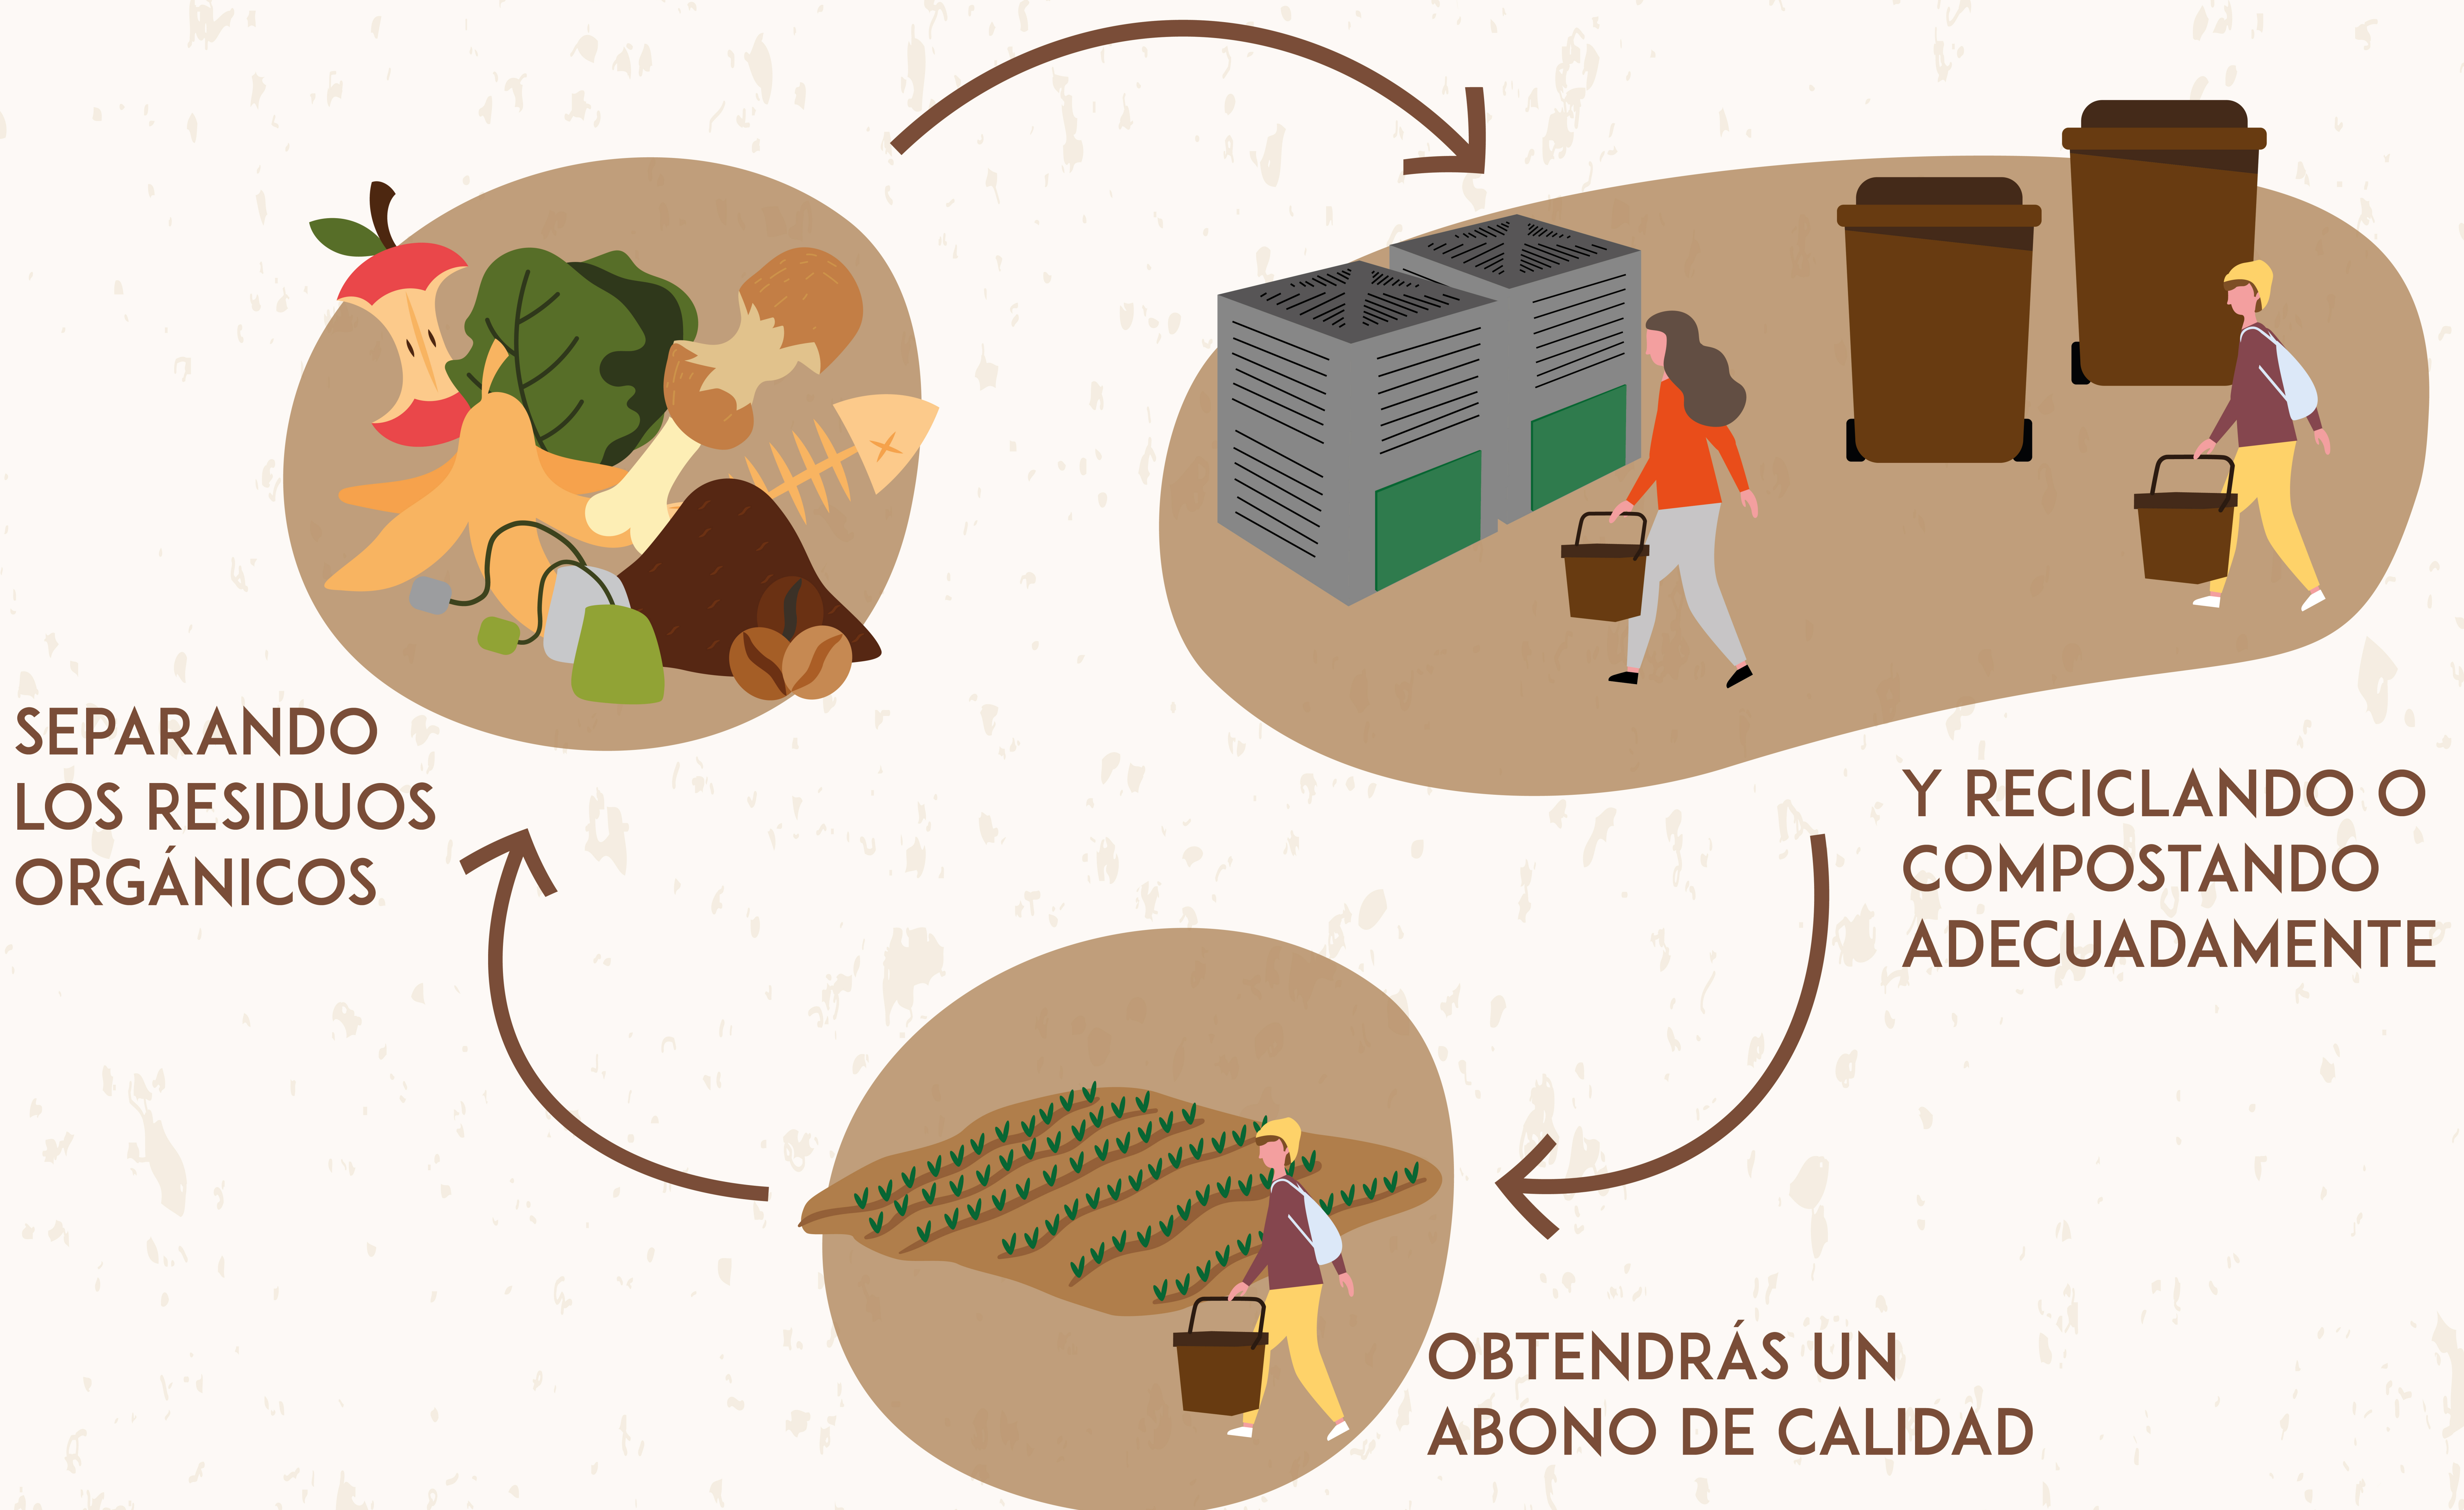 SEPARANDO
LOS RESIDUOS
ORGÁNICOS
Y RECICLANDO O
COMPOSTANDO
ADECUADAMENTE
OBTENDRÁS UN
ABONO DE CALIDAD